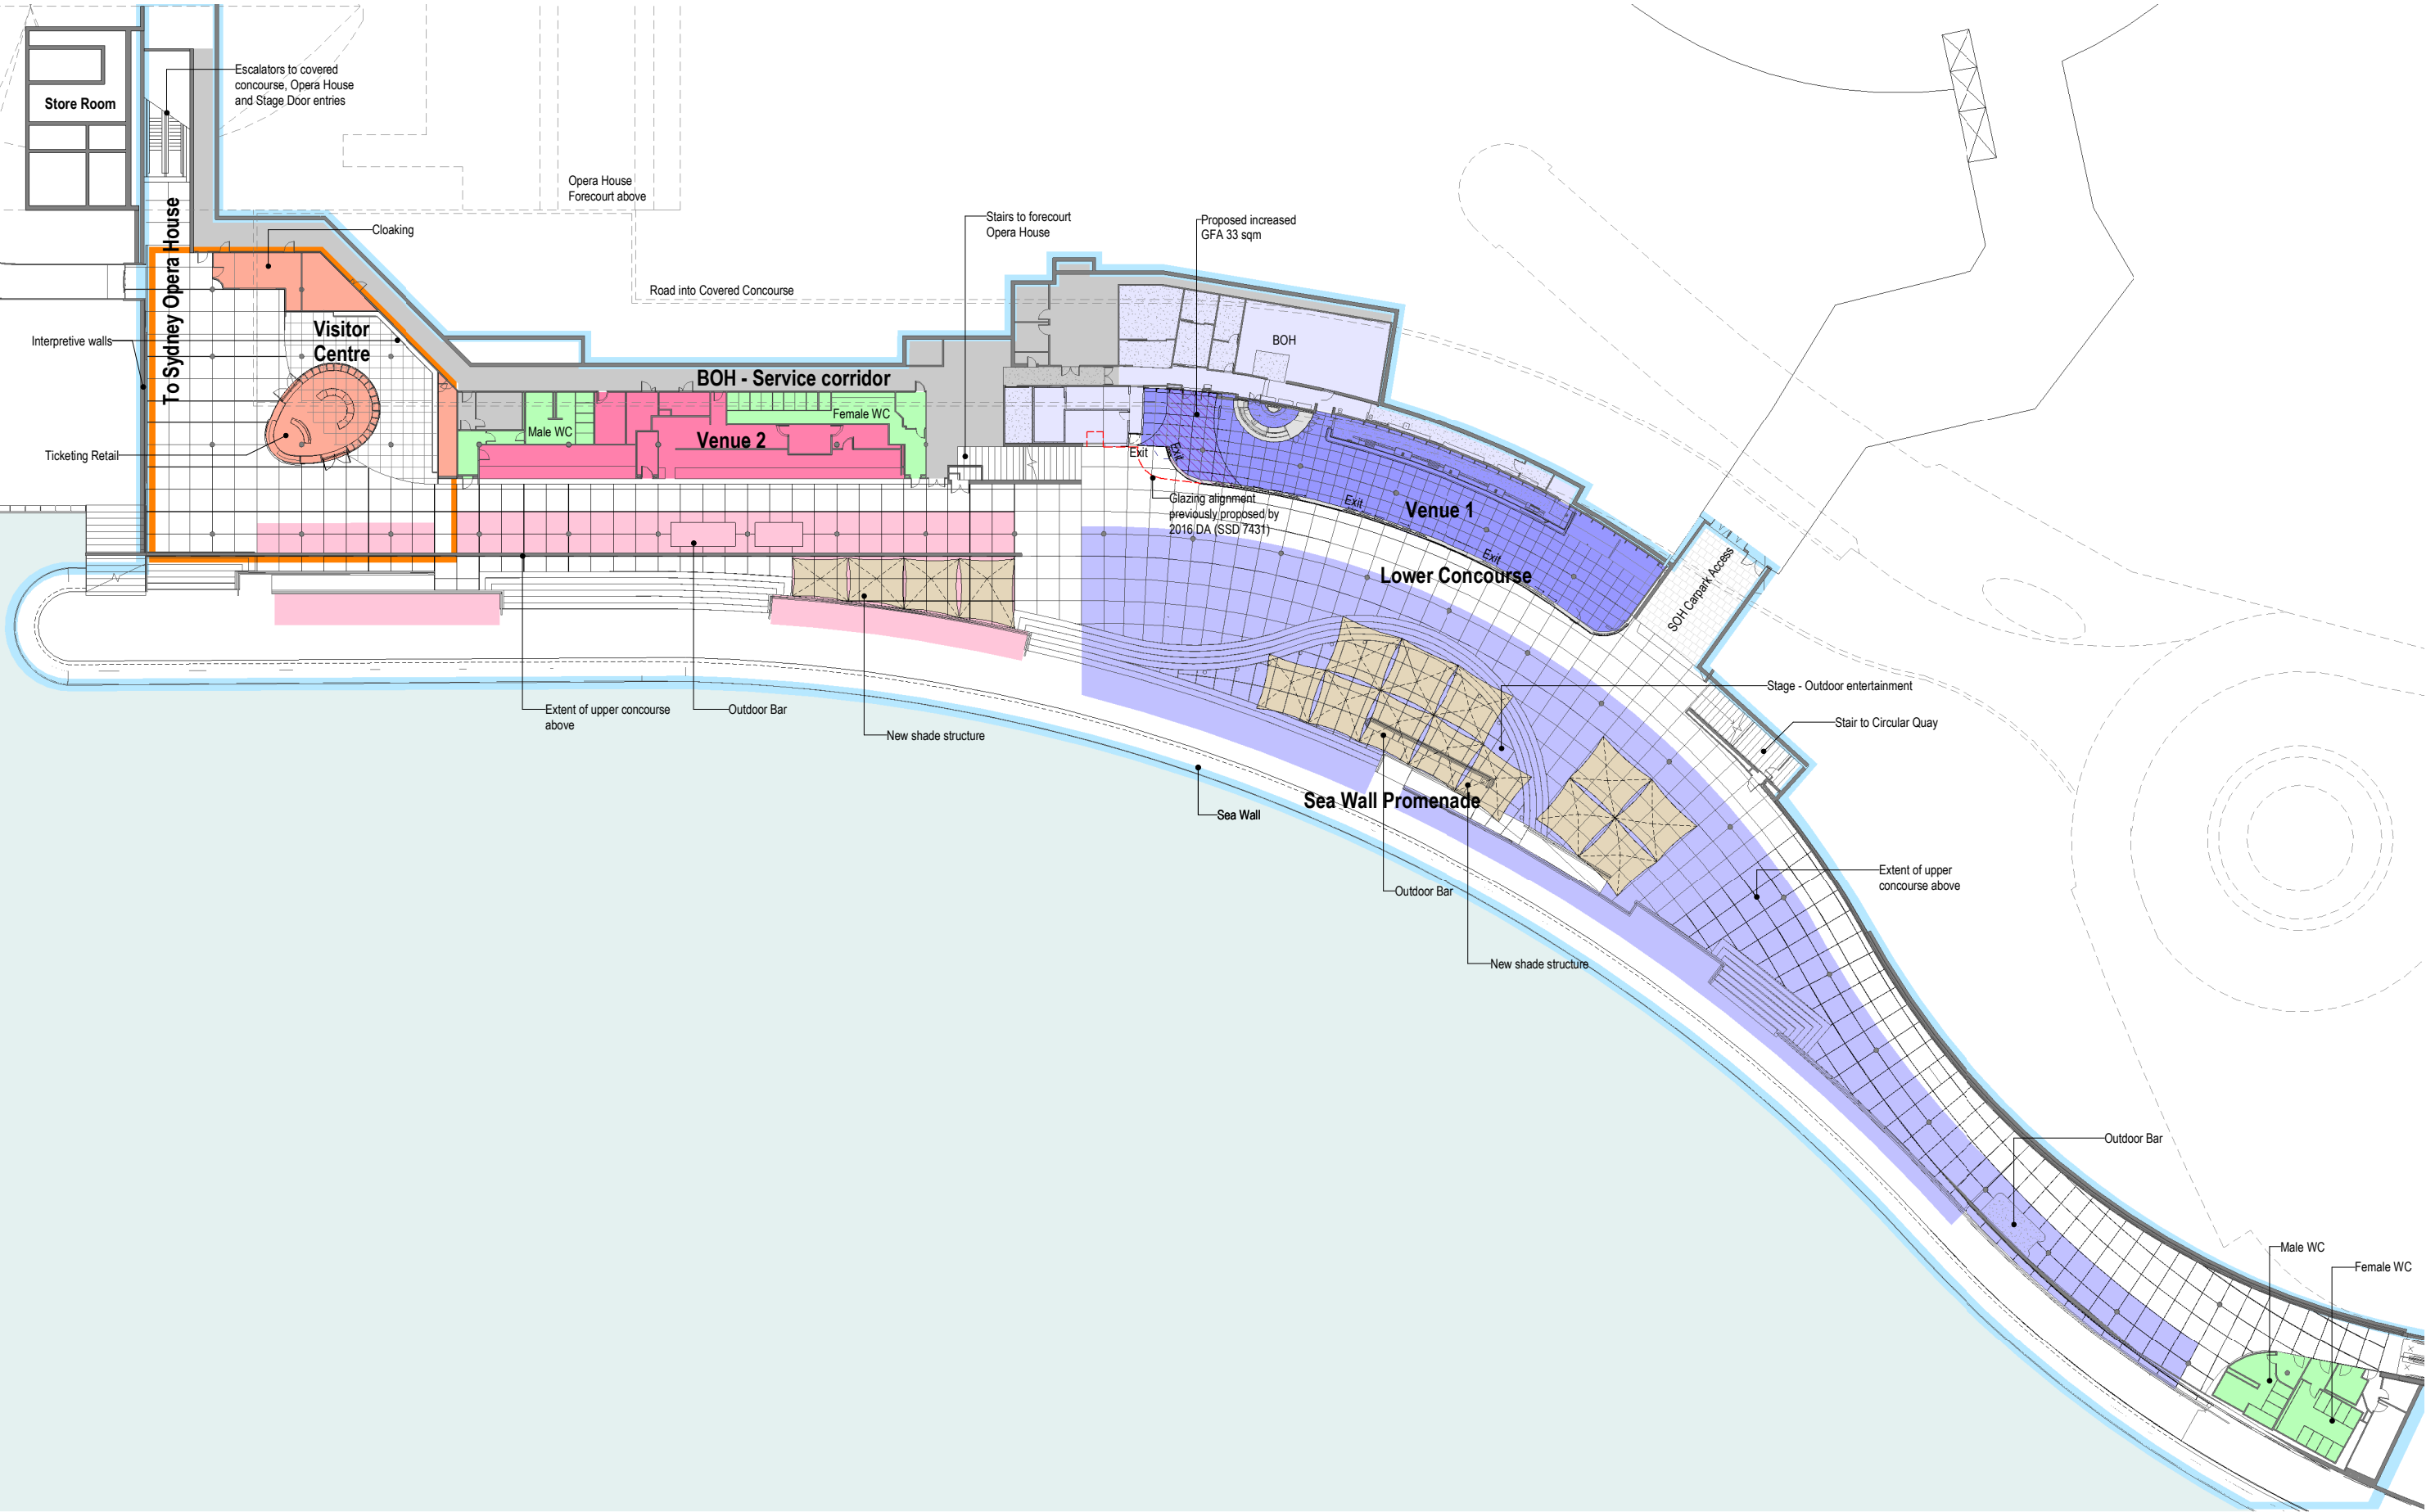 Escalators to covered
concourse, Opera House
and Stage Door entries
Store Room
Opera House
Forecourt above
To Sydney Opera House
Cloaking
Stairs to forecourt
Opera House
Proposed increased
GFA 33 sqm
Road into Covered Concourse
Visitor
Centre
Interpretive walls
BOH
BOH - Service corridor
Female WC
Male WC
Venue 2
Ticketing Retail
Exit
Exit
Glazing alignment
previously proposed by
2016 DA (SSD 7431)
Exit
Venue 1
Exit
Lower Concourse
SOH Carpark Access
Stage - Outdoor entertainment
Extent of upper concourse
above
Outdoor Bar
Stair to Circular Quay
New shade structure
Sea Wall Promenade
Sea Wall
Extent of upper
concourse above
Outdoor Bar
New shade structure
Outdoor Bar
Male WC
Female WC